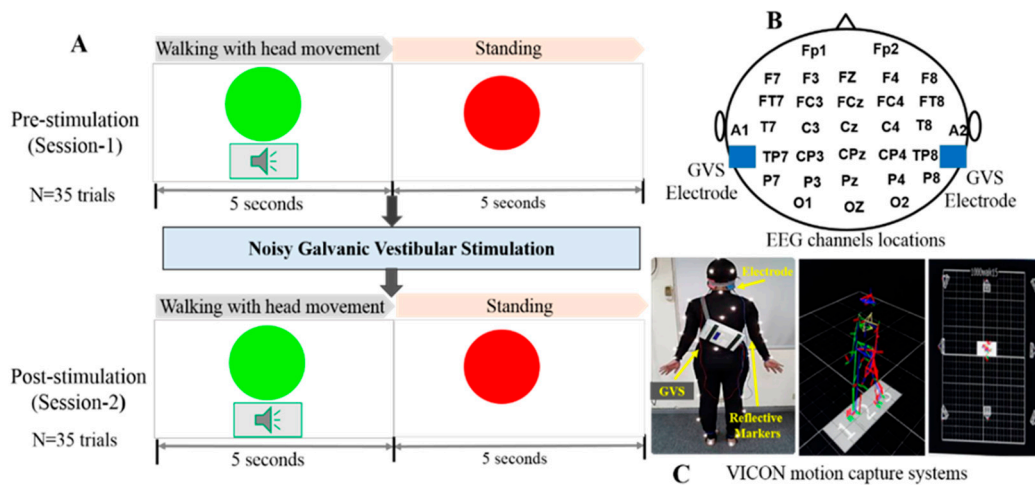 A
Walking with head movement
Standing
Pre-stimulation
(Session-1)
N=35 trials
5 seconds
5 seconds
Noisy Galvanic Vestibular Stimulation
Walking with head movement
Standing
Post-stimulation
(Session-2)
N=35 trials
5 seconds
5 seconds
B
Fp1 Fp2
F7 F3 FZ F4 F8
FT7 FC3 FCz FC4 FT8
A1 T7 C3 Cz C4 T8 A2
TP7 CP3 CPz CP4 TP8
P7 P3 Pz P4 P8
O1 OZ O2
GVS
Electrode
GVS
Electrode
EEG channels locations
Electrode
GVS
Reflective
Markers
1 2 3
C
VICON motion capture systems